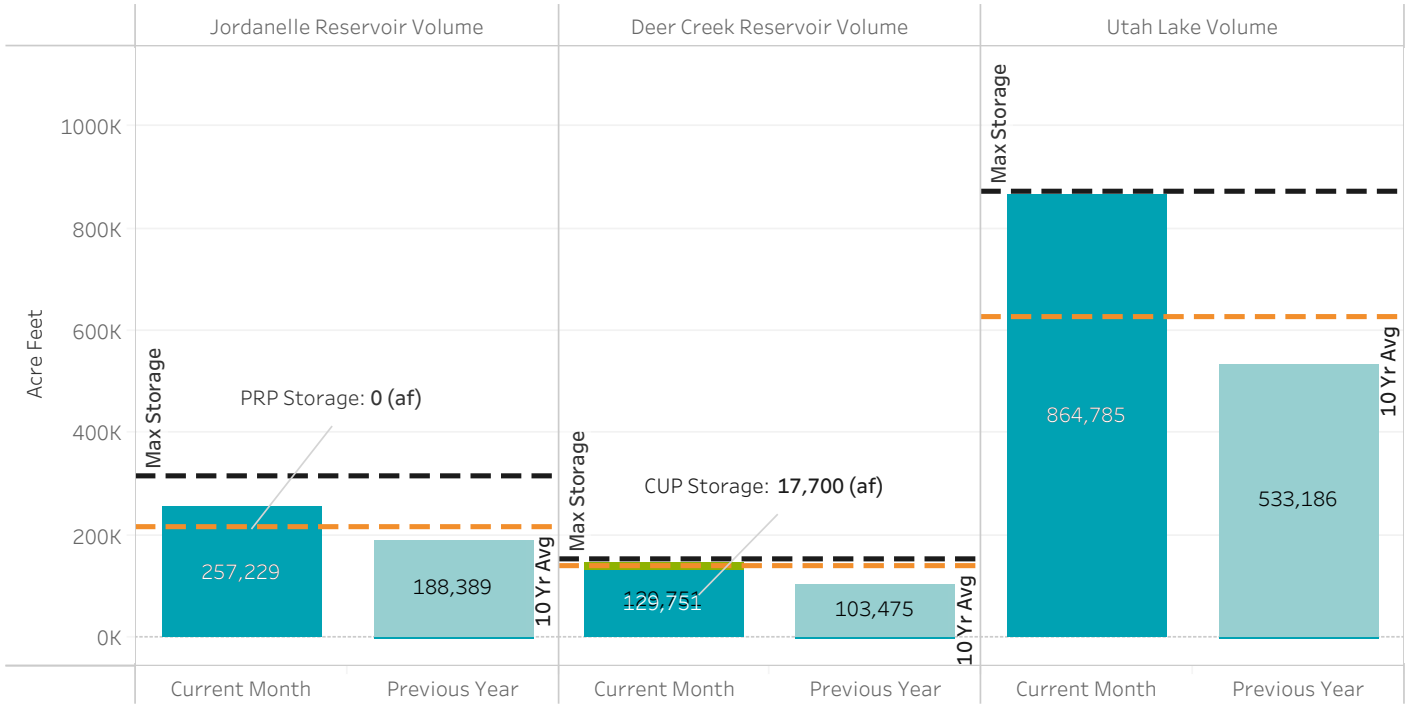 Jordanelle Reservoir Volume
Deer Creek Reservoir Volume
Utah Lake Volume
Acre Feet
1000K
800K
600K
400K
200K
0K
Max Storage
PRP Storage: 0 (af)
257,229
188,389
10 Yr Avg
Max Storage
CUP Storage: 17,700 (af)
129,751
129,751
103,475
10 Yr Avg
Max Storage
864,785
533,186
10 Yr Avg
Current Month
Previous Year
Current Month
Previous Year
Current Month
Previous Year